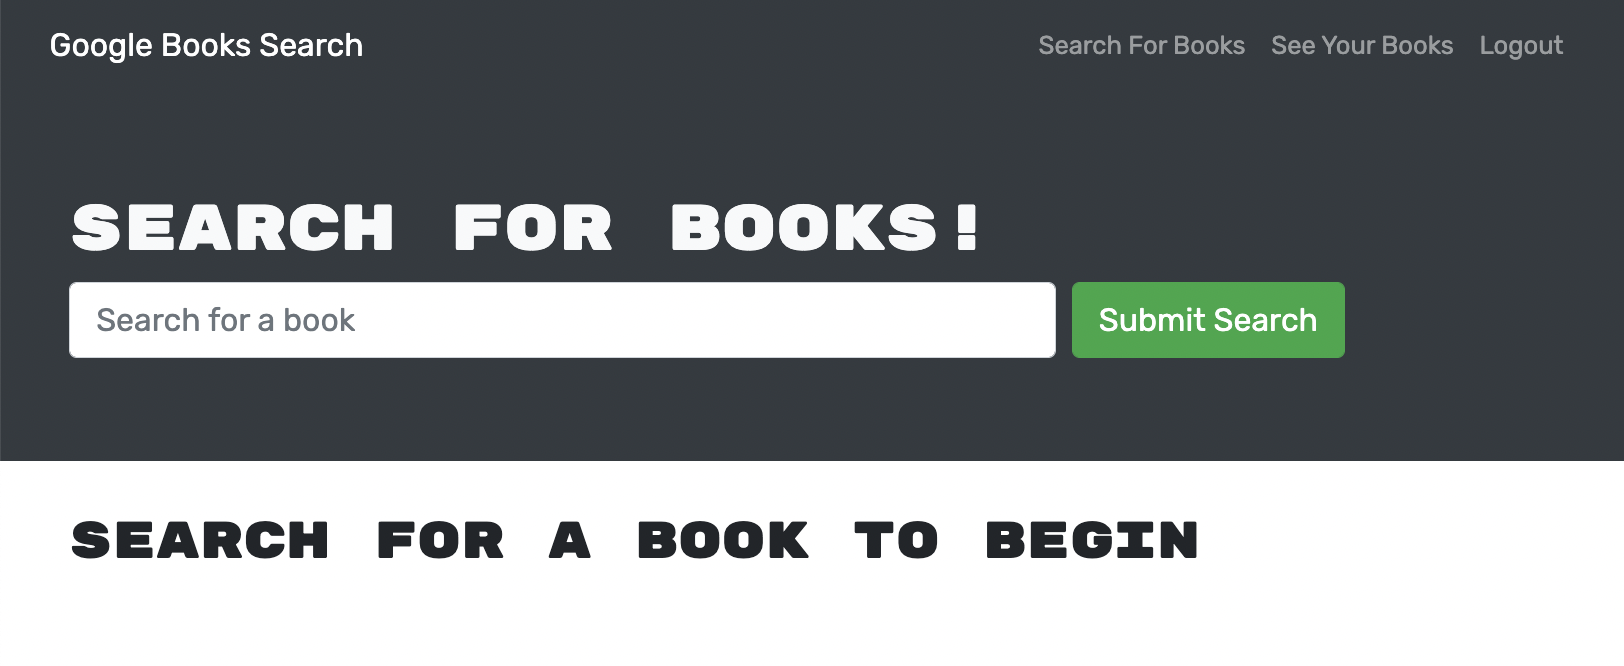 Google Books Search Search For Books See Your Books Logout
SEARCH FOR BOOKS!
Search for a book Submit Search
SEARCH FOR A BOOK TO BEGIN